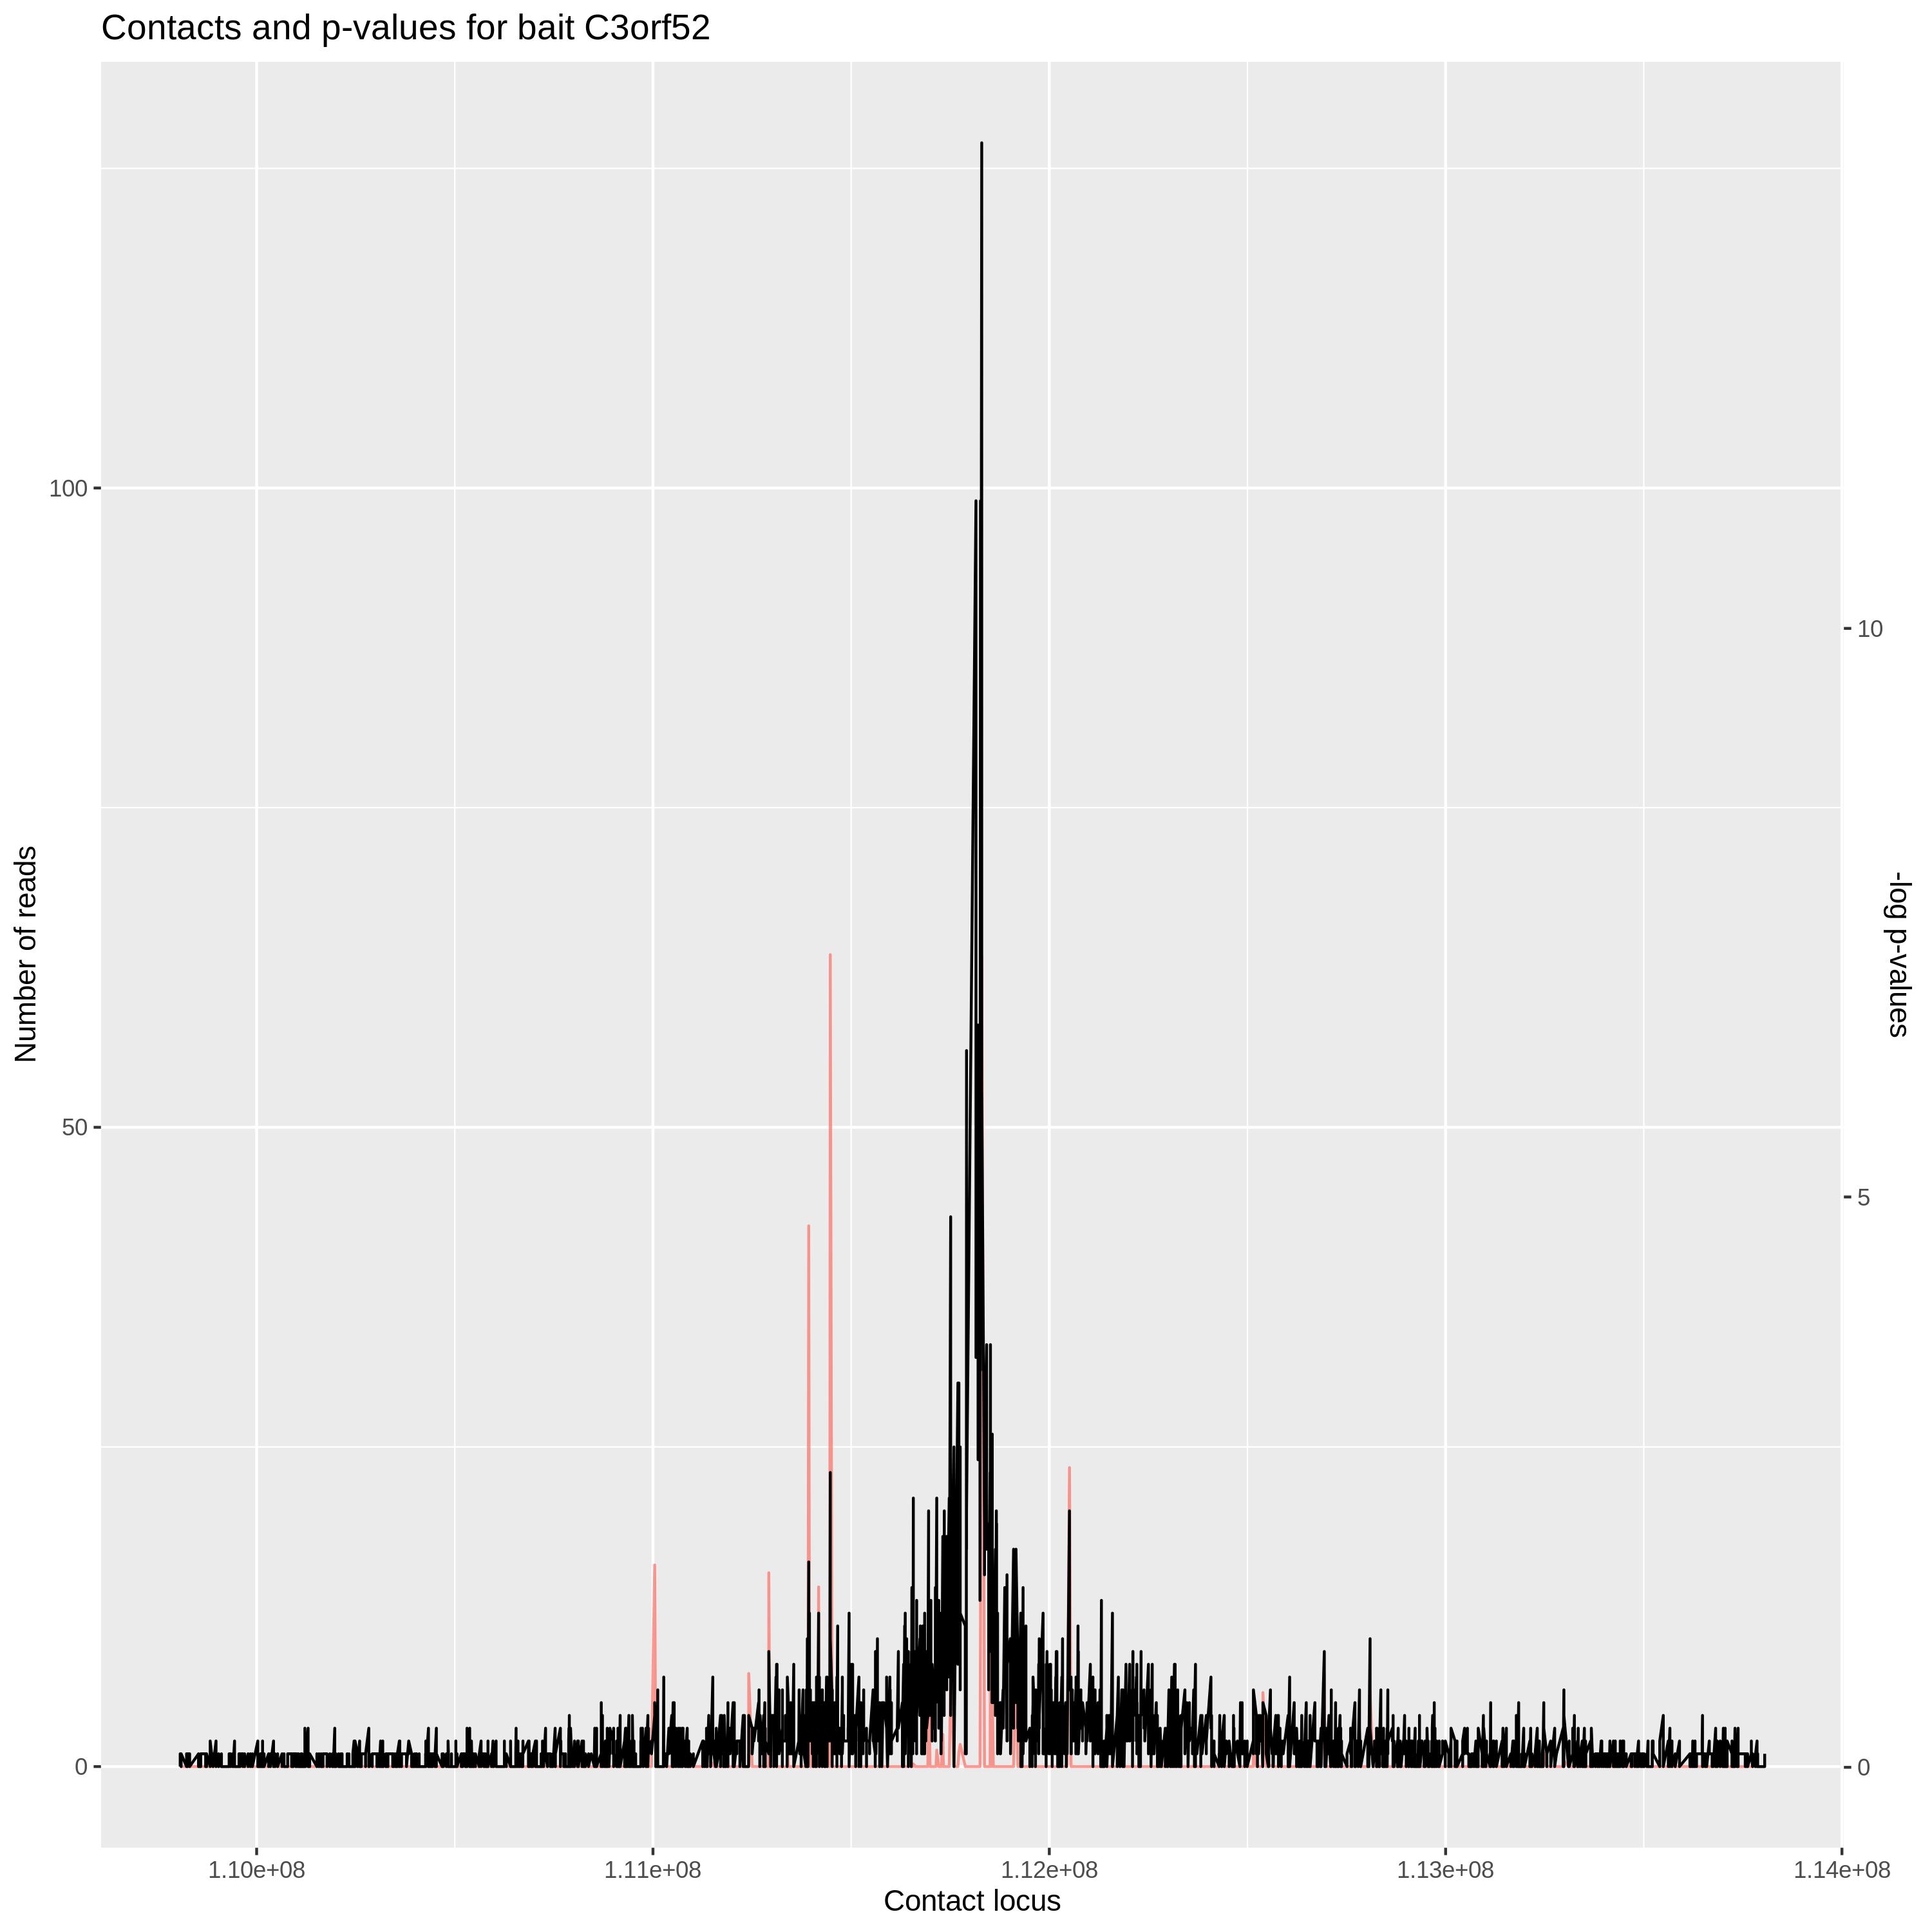 Contacts and p-values for bait C3orf52
Number of reads
100
50
0
-log p-values
10
5
0
1.10e+08 1.11e+08 1.12e+08 1.13e+08 1.14e+08
Contact locus